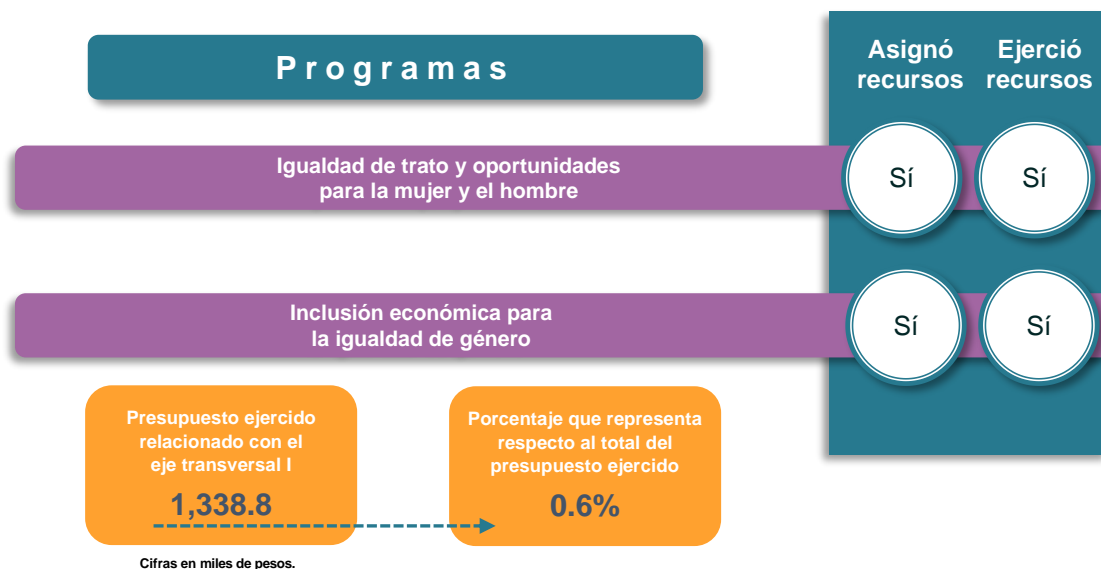 Programas
Asignó
recursos
Ejerció
recursos
Igualdad de trato y oportunidades
para la mujer y el hombre
Sí
Sí
Inclusión económica para
la igualdad de género
Sí
Sí
Presupuesto ejercido
relacionado con el
eje transversal I
1,338.8
Porcentaje que representa
respecto al total del
presupuesto ejercido
0.6%
Cifras en miles de pesos.